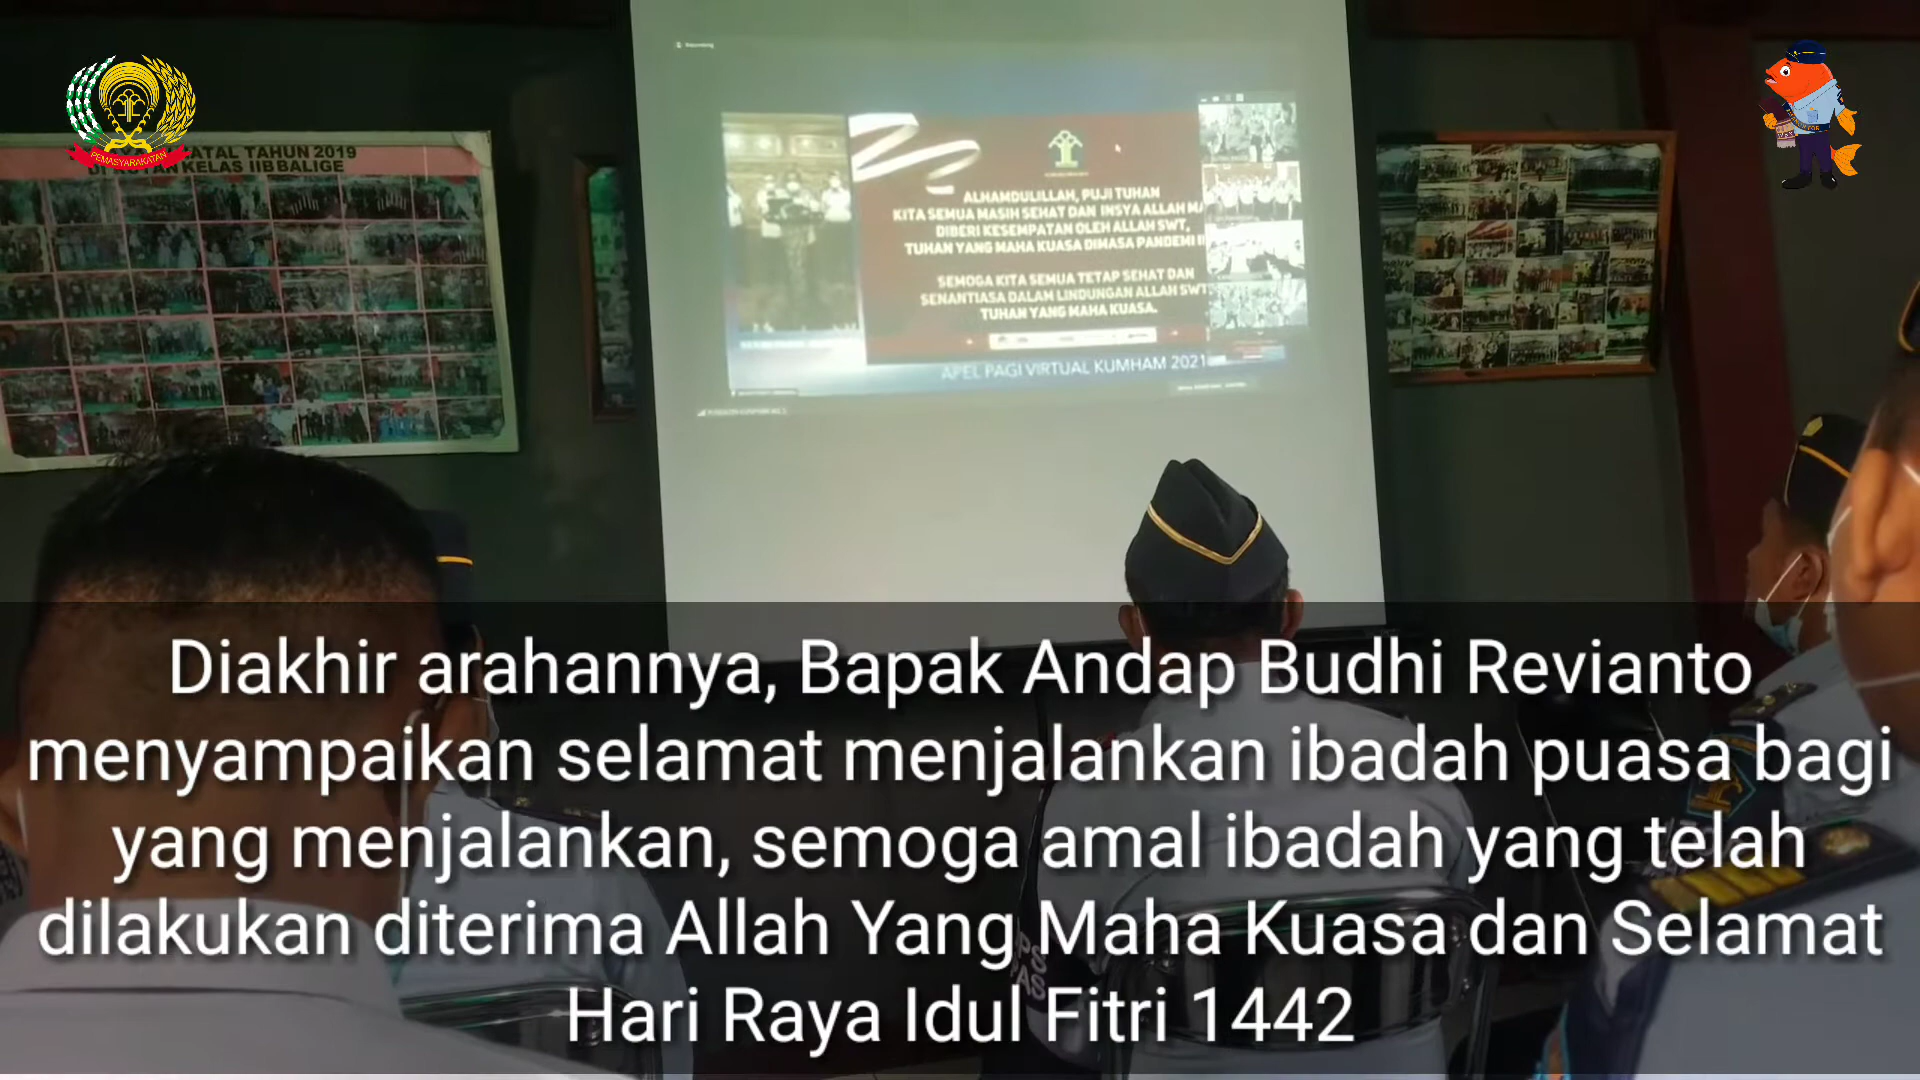 PEMASYARAKATAN
ATAL TAHUN 2019
KELAS IIB BALIGE
ALHAMDULILLAH, PUJI TUHAN
KITA SEMUA MASIH SEHAT DAN INSYA ALLAH MA
DIBERI KESEMPATAN OLEH ALLAH SWT,
TUHAN YANG MAHA KUASA DIMASA PANDEMI I
SEMOGA KITA SEMUA TETAP SEHAT DAN
SENANTIASA DALAM LINDUNGAN ALLAH SWT
TUHAN YANG MAHA KUASA.
APEL PAGI VIRTUAL KUMHAM 2021
Diakhir arahannya, Bapak Andap Budhi Revianto
menyampaikan selamat menjalankan ibadah puasa bagi
yang menjalankan, semoga amal ibadah yang telah
dilakukan diterima Allah Yang Maha Kuasa dan Selamat
Hari Raya Idul Fitri 1442